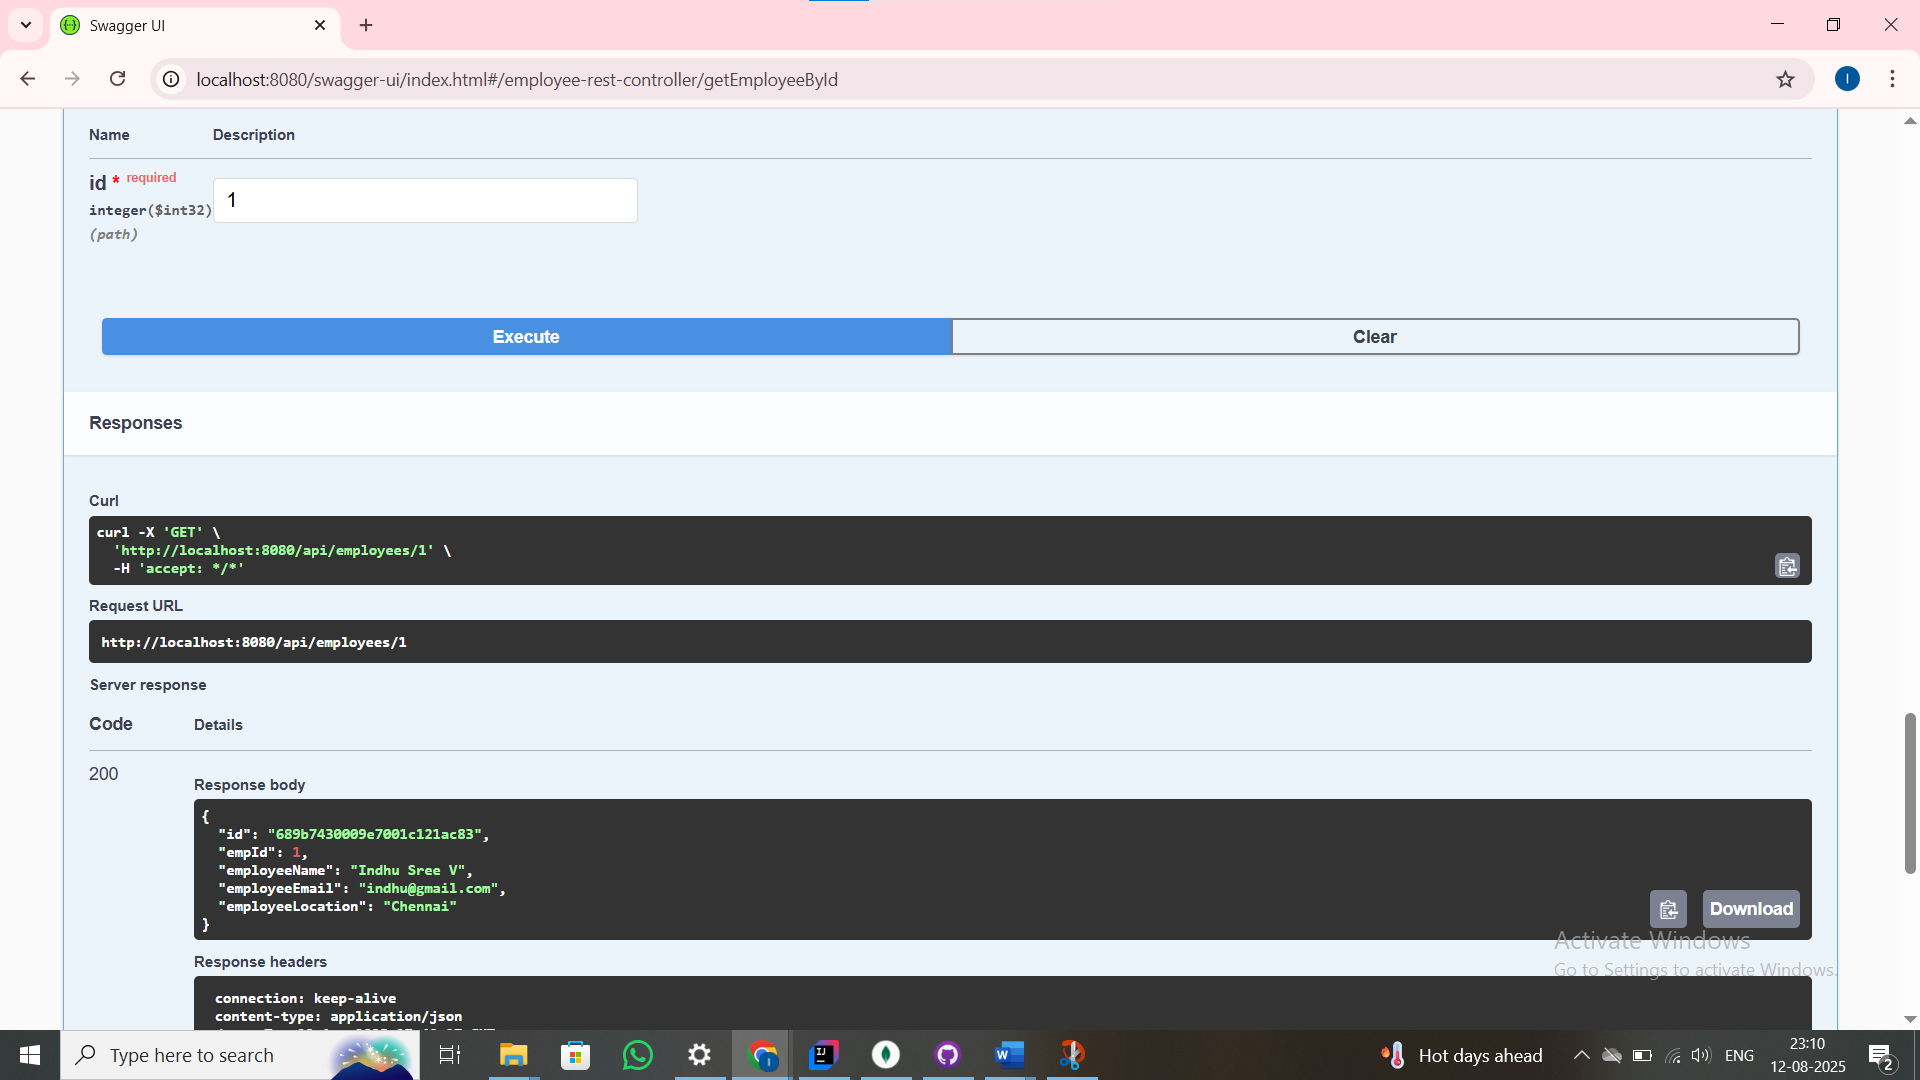 Swagger UI
localhost:8080/swagger-ui/index.html#/employee-rest-controller/getEmployeeById
I
Name Description
id * required
integer($int32)
(path)
1
Execute Clear
Responses
Curl
curl -X 'GET' \
'http://localhost:8080/api/employees/1' \
-H 'accept: */*'
Request URL
http://localhost:8080/api/employees/1
Server response
Code Details
200
Response body
{
"id": "689b7430009e7001c121ac83",
"empId": 1,
"employeeName": "Indhu Sree V",
"employeeEmail": "indhu@gmail.com",
"employeeLocation": "Chennai"
}
Download
Activate Windows
Go to Settings to activate Windows.
Response headers
connection: keep-alive
content-type: application/json
Type here to search
Hot days ahead
ENG
23:10
12-08-2025
2